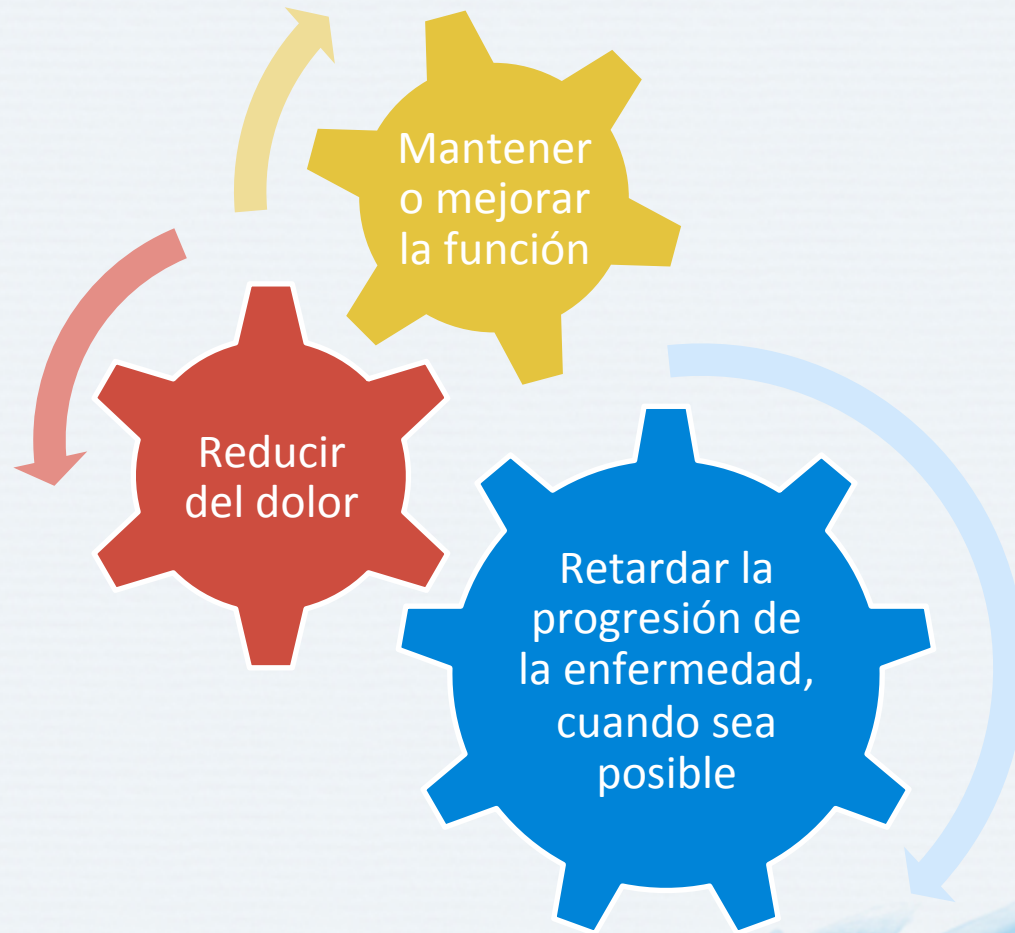 Mantener
o mejorar
la función
Reducir
del dolor
Retardar la
progresión de
la enfermedad,
cuando sea
posible